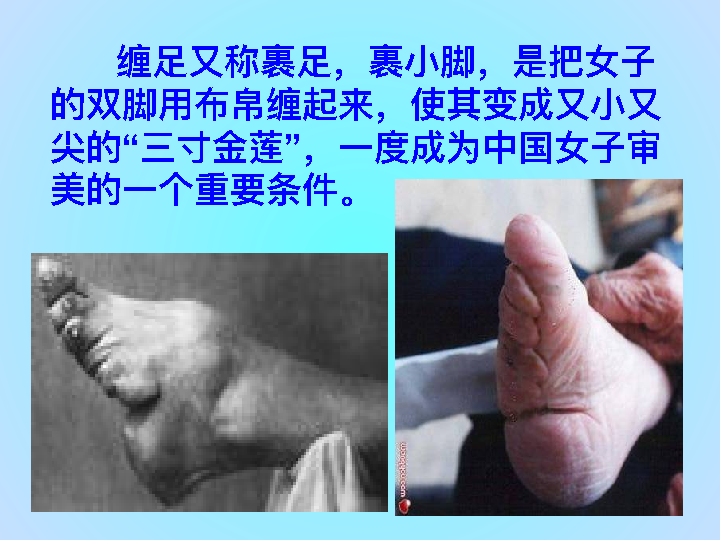 缠足又称裹足，裹小脚，是把女子
的双脚用布帛缠起来，使其变成又小又
尖的“三寸金莲”，一度成为中国女子审
美的一个重要条件。